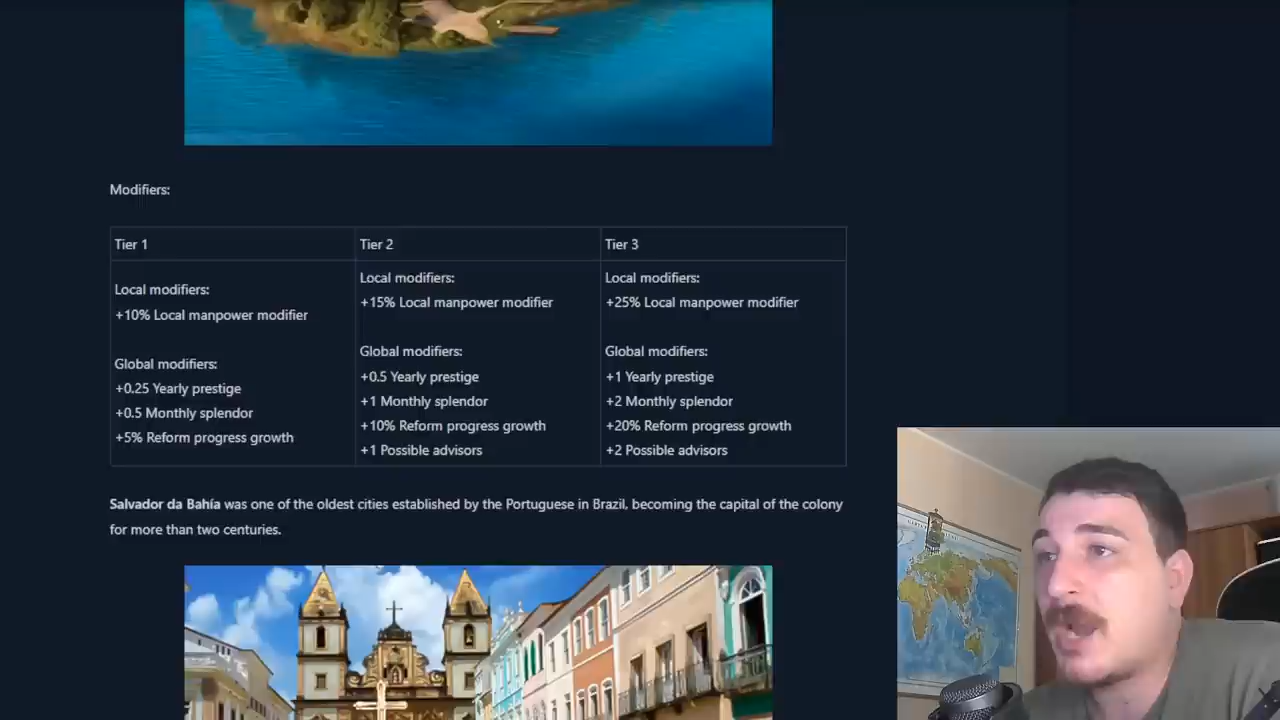 Modifiers:
Tier 1
Tier 2
Tier 3
Local modifiers:
+10% Local manpower modifier
Global modifiers:
+0.25 Yearly prestige
+0.5 Monthly splendor
+5% Reform progress growth
Local modifiers:
+15% Local manpower modifier
Global modifiers:
+0.5 Yearly prestige
+1 Monthly splendor
+10% Reform progress growth
+1 Possible advisors
Local modifiers:
+25% Local manpower modifier
Global modifiers:
+1 Yearly prestige
+2 Monthly splendor
+20% Reform progress growth
+2 Possible advisors
Salvador da Bahía was one of the oldest cities established by the Portuguese in Brazil, becoming the capital of the colony
for more than two centuries.